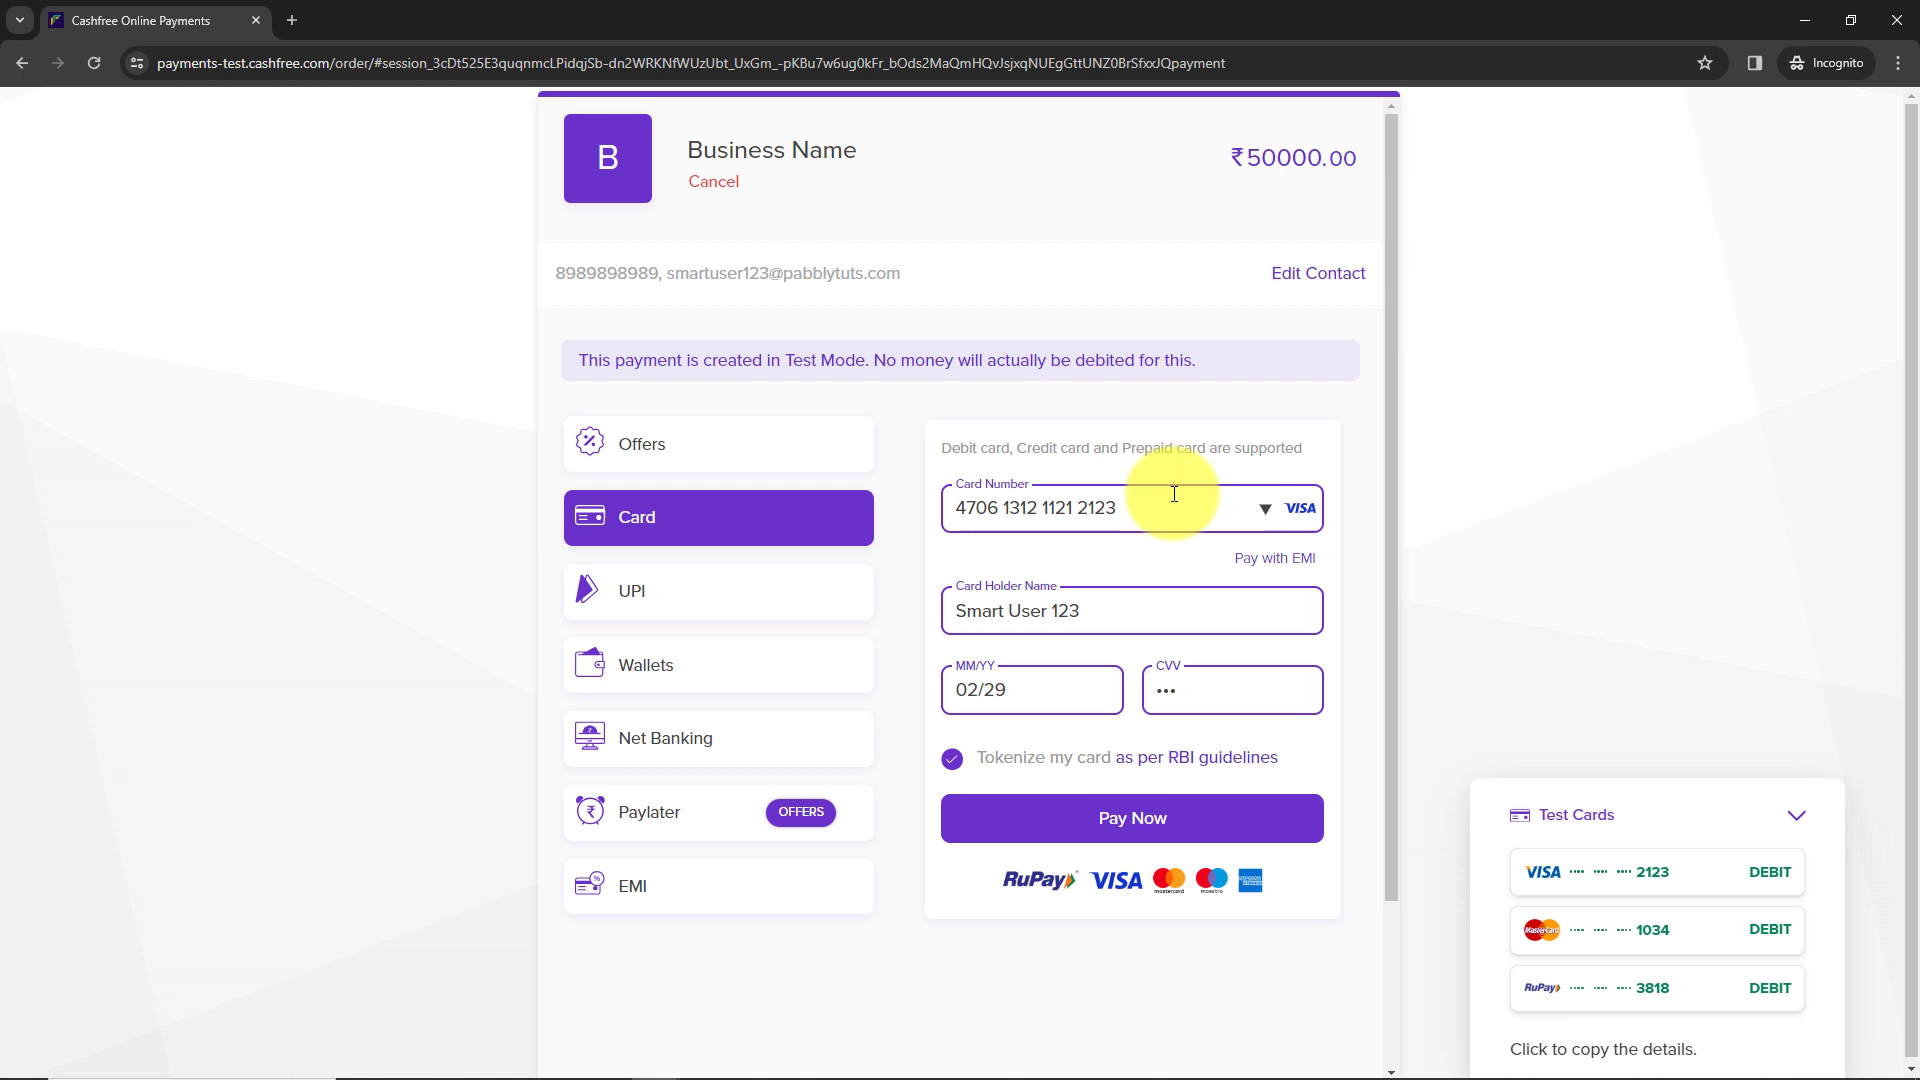 Cashfree Online Payments
payments-test.cashfree.com/order/#session_3cDt525E3quqnmcLPidqjSb-dn2WRKNfWUzUbt_UxGm_-pKBu7w6ug0kFr_bOds2MaQmHQvJsjxqNUEgGttUNZ0BrSfxxJQpayment
Incognito
B
Business Name
Cancel
₹50000.00
8989898989, smartuser123@pabblytuts.com
Edit Contact
This payment is created in Test Mode. No money will actually be debited for this.
Offers
Card
UPI
Wallets
Net Banking
Paylater
OFFERS
EMI
Debit card, Credit card and Prepaid card are supported
Card Number
4706 1312 1121 2123
VISA
Pay with EMI
Card Holder Name
Smart User 123
MM/YY
02/29
CVV
•••
Tokenize my card as per RBI guidelines
Pay Now
RuPay VISA mastercard maestro
Test Cards
VISA •••• •••• •••• 2123 DEBIT
MasterCard •••• •••• •••• 1034 DEBIT
RuPay •••• •••• •••• 3818 DEBIT
Click to copy the details.